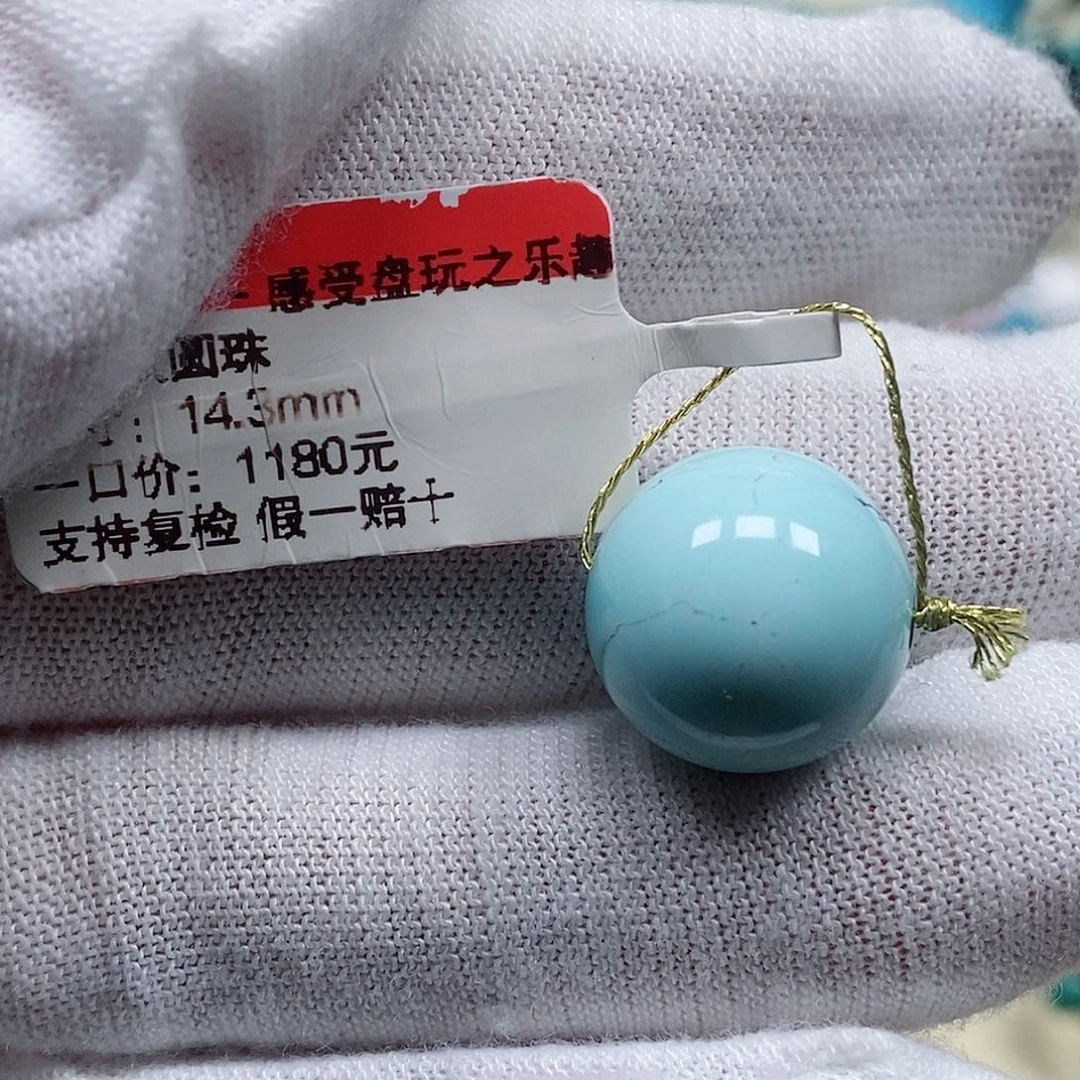 感受盘玩之乐趣
圆珠
: 14.3mm
一口价: 1180元
支持复检 假一赔十